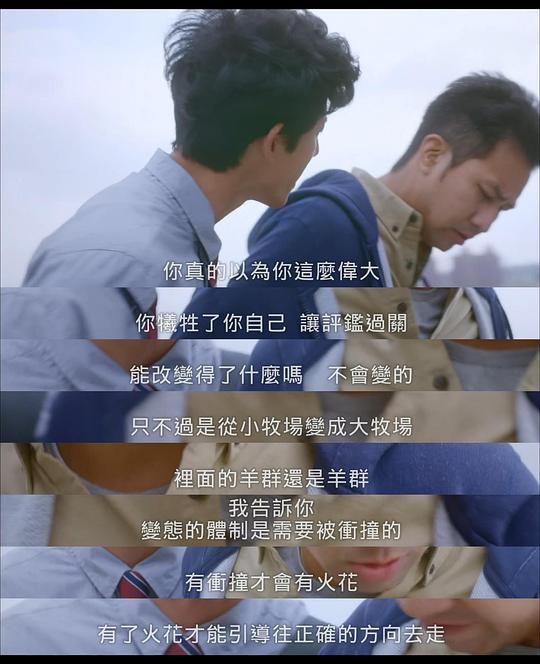 你真的以為你這麼偉大
你犧牲了你自己 讓評鑑過關
能改變得了什麼嗎 不會變的
只不過是從小牧場變成大牧場
裡面的羊群還是羊群
我告訴你
變態的體制是需要被衝撞的
有衝撞才會有火花
有了火花才能引導往正確的方向去走